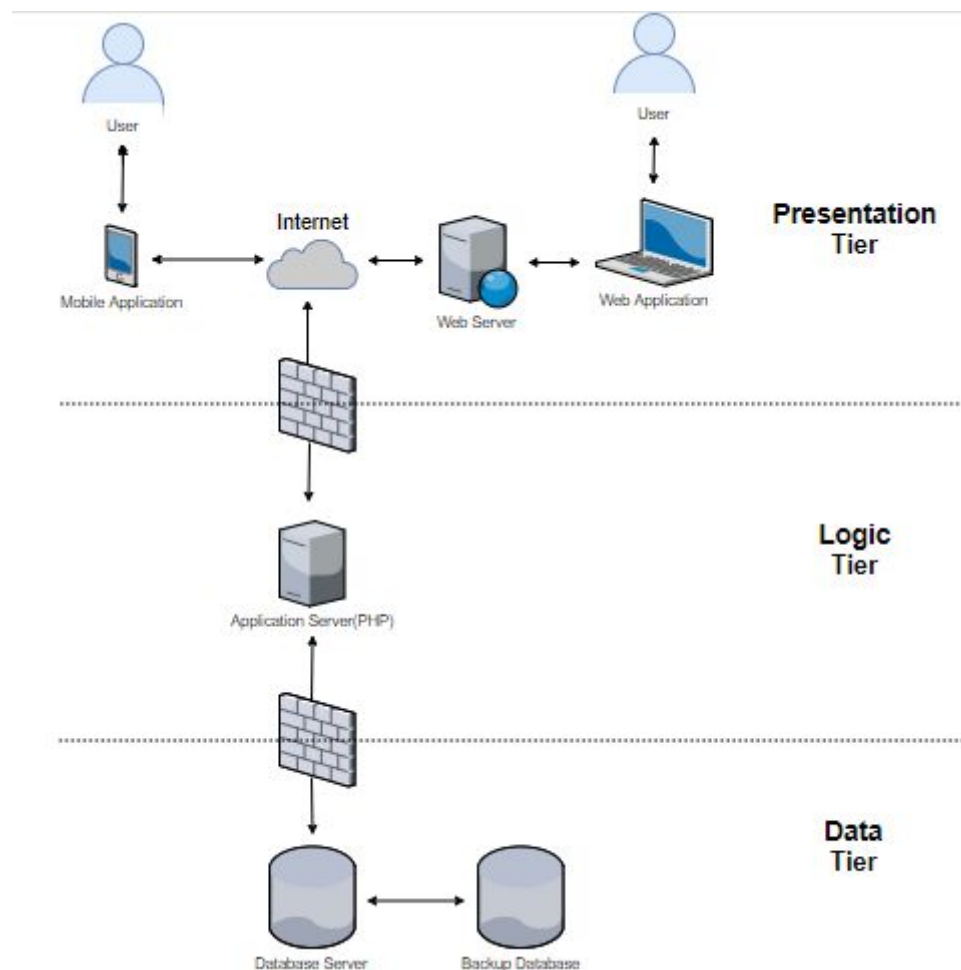 User
User
Internet
Mobile Application
Web Server
Web Application
Presentation
Tier
Application Server(PHP)
Logic
Tier
Data
Tier
Database Server
Backup Database